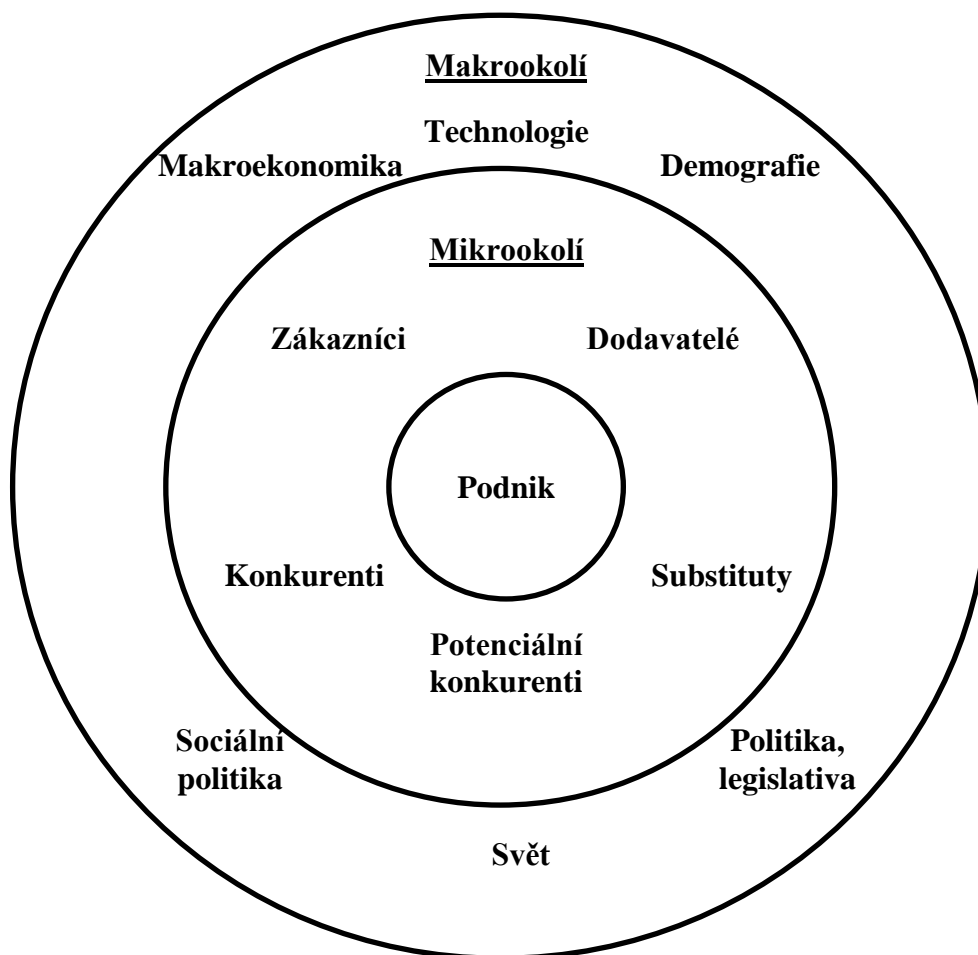 Makrookolí
Technologie
Makroekonomika
Demografie
Mikrookolí
Zákazníci
Dodavatelé
Podnik
Konkurenti
Substituty
Potenciální
konkurenti
Sociální
politika
Politika,
legislativa
Svět